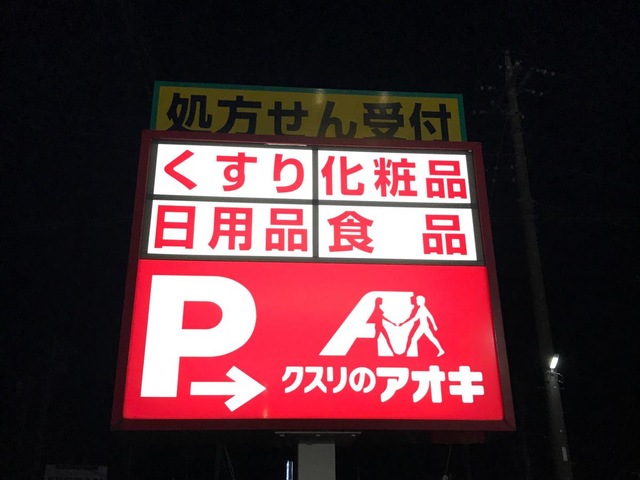 処方せん受付
くすり 化粧品
日用品 食品
P
クスリのアオキ